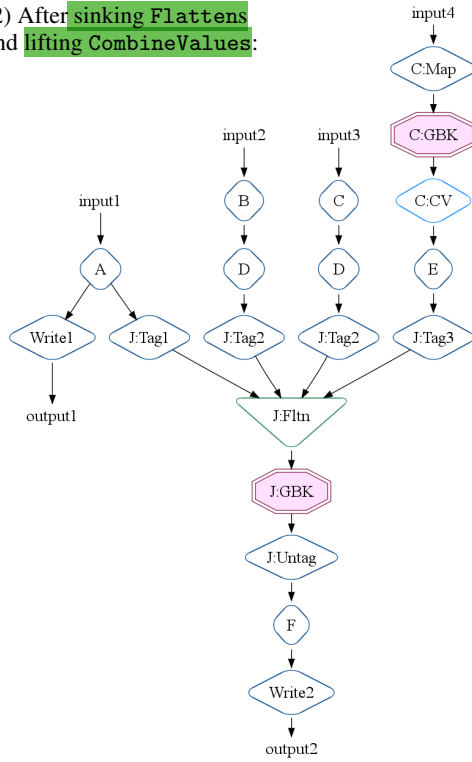 2) After sinking Flattens
nd lifting CombineValues:
input4
C:Map
C:GBK
input2
input3
C:CV
B
C
input1
A
D
D
E
Write1
J:Tag1
J:Tag2
J:Tag2
J:Tag3
output1
J:Fltn
J:GBK
J:Untag
F
Write2
output2